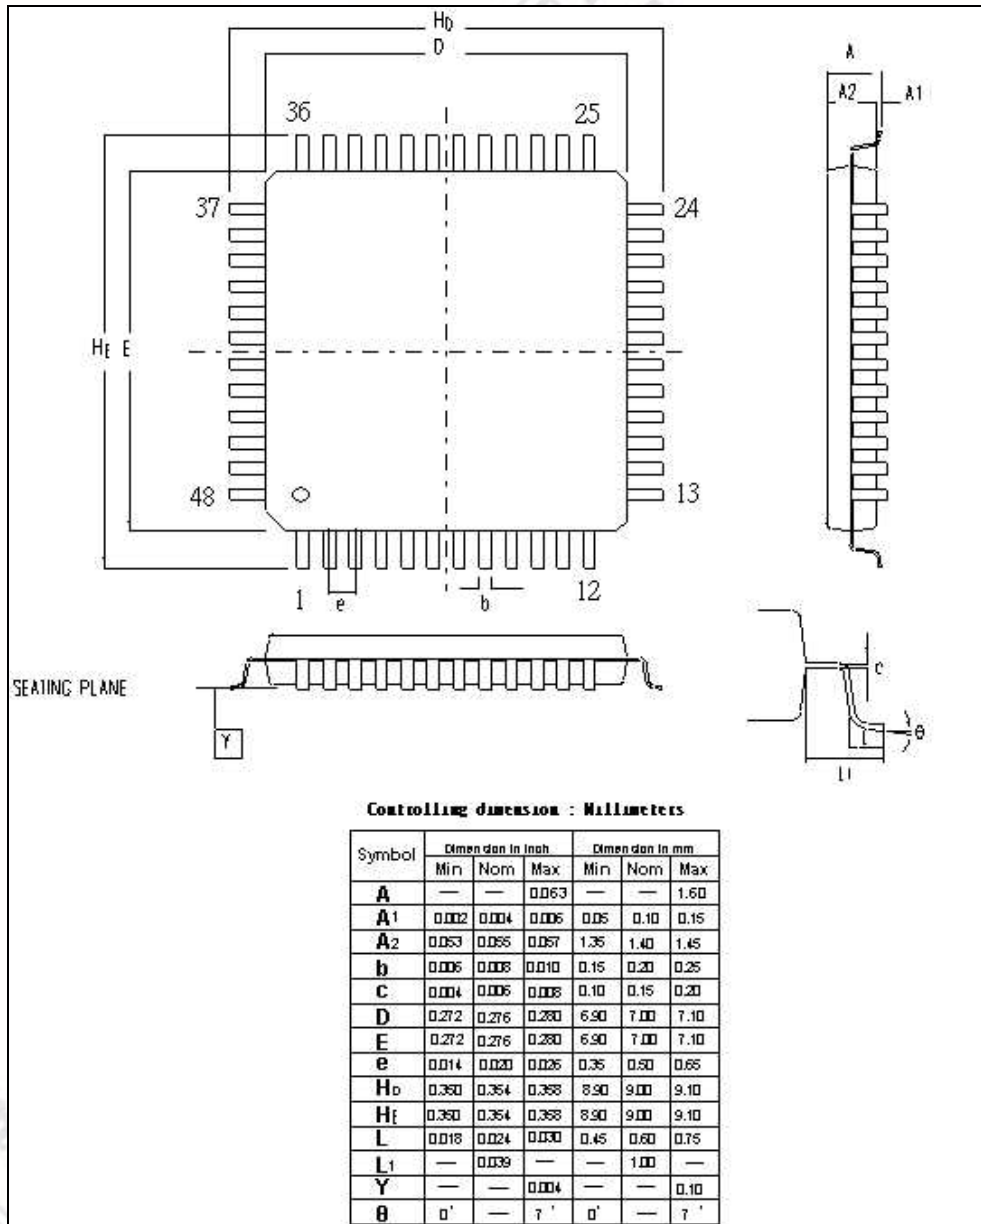 HD
D
A
A2 A1
36 25
37 24
HE E
48 13
1 e b 12
SEATING PLANE
Y
C
L θ
L1
Controlling dimension : Millimeters
Symbol Dimension in inch Dimension in mm
Min Nom Max Min Nom Max
A — — 0.063 — — 1.60
A1 0.002 0.004 0.006 0.05 0.10 0.15
A2 0.053 0.055 0.057 1.35 1.40 1.45
b 0.006 0.008 0.010 0.15 0.20 0.25
c 0.004 0.006 0.008 0.10 0.15 0.20
D 0.272 0.276 0.280 6.90 7.00 7.10
E 0.272 0.276 0.280 6.90 7.00 7.10
e 0.014 0.020 0.026 0.35 0.50 0.65
HD 0.350 0.354 0.358 8.90 9.00 9.10
HE 0.350 0.354 0.358 8.90 9.00 9.10
L 0.018 0.024 0.030 0.45 0.60 0.75
L1 — 0.039 — — 1.00 —
Y — — 0.004 — — 0.10
θ 0° — 7° 0° — 7°